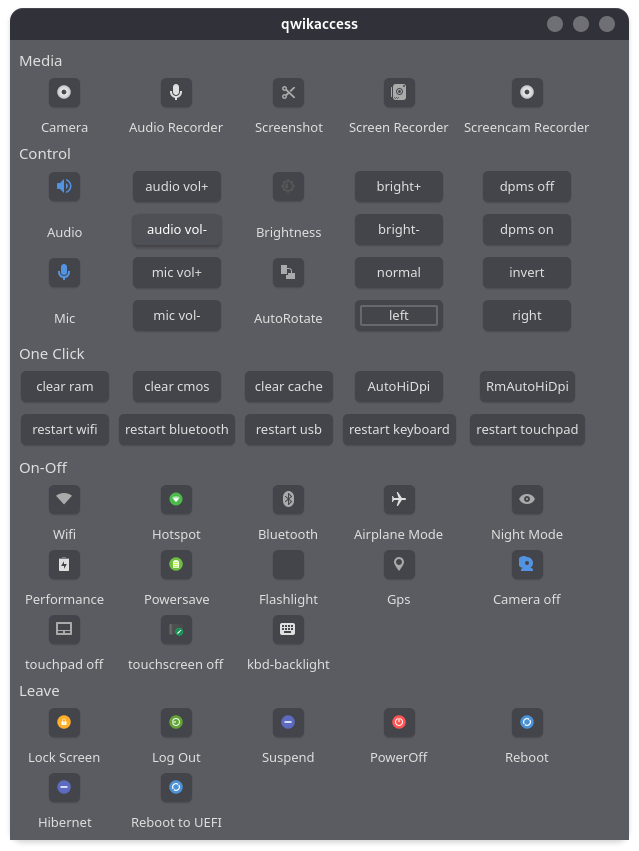 qwikaccess
Media
Camera Audio Recorder Screenshot Screen Recorder Screencam Recorder
Control
audio vol+ bright+ dpms off
Audio audio vol- Brightness bright- dpms on
mic vol+ normal invert
Mic mic vol- AutoRotate left right
One Click
clear ram clear cmos clear cache AutoHiDpi RmAutoHiDpi
restart wifi restart bluetooth restart usb restart keyboard restart touchpad
On-Off
Wifi Hotspot Bluetooth Airplane Mode Night Mode
Performance Powersave Flashlight Gps Camera off
touchpad off touchscreen off kbd-backlight
Leave
Lock Screen Log Out Suspend PowerOff Reboot
Hibernet Reboot to UEFI